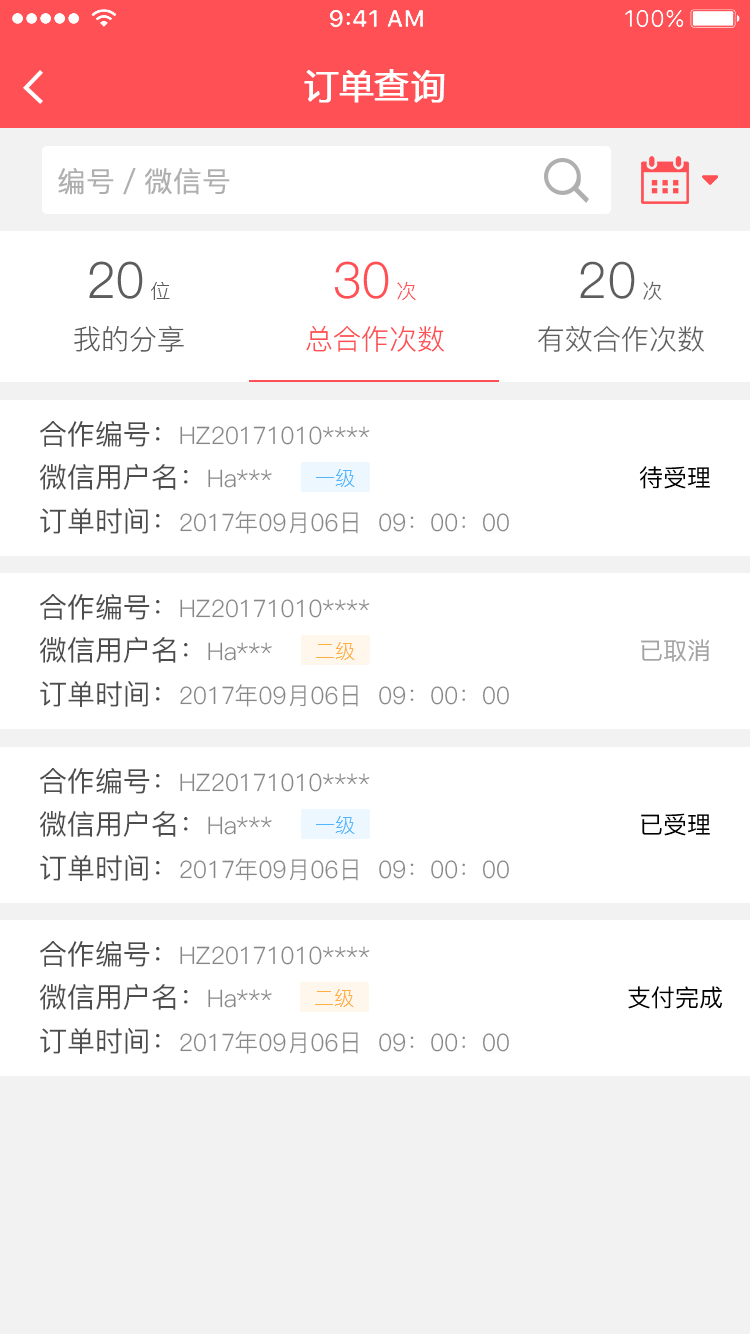 9:41 AM 100%
订单查询
编号 / 微信号
20 位 30 次 20 次
我的分享 总合作次数 有效合作次数
合作编号： HZ20171010****
微信用户名： Ha*** 一级 待受理
订单时间： 2017年09月06日 09：00：00
合作编号： HZ20171010****
微信用户名： Ha*** 二级 已取消
订单时间： 2017年09月06日 09：00：00
合作编号： HZ20171010****
微信用户名： Ha*** 一级 已受理
订单时间： 2017年09月06日 09：00：00
合作编号： HZ20171010****
微信用户名： Ha*** 二级 支付完成
订单时间： 2017年09月06日 09：00：00